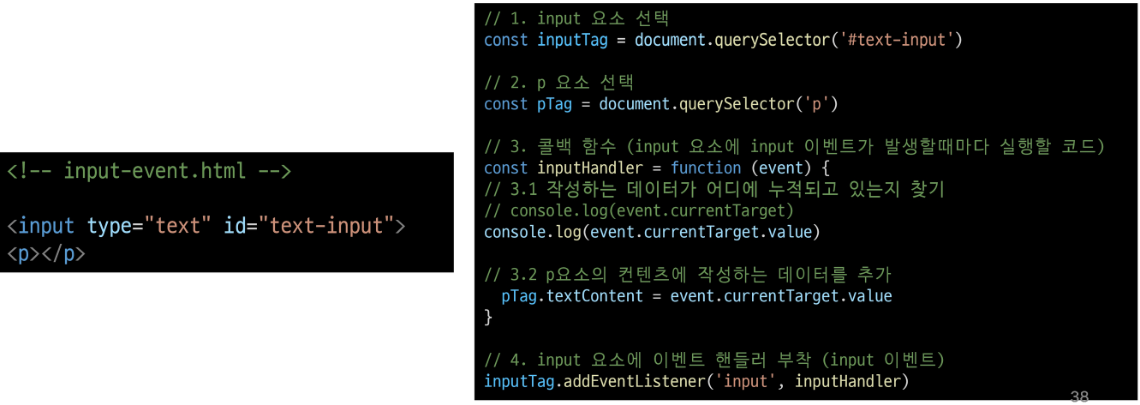 <!-- input-event.html -->
<input type="text" id="text-input">
<p></p>
// 1. input 요소 선택
const inputTag = document.querySelector('#text-input')
// 2. p 요소 선택
const pTag = document.querySelector('p')
// 3. 콜백 함수 (input 요소에 input 이벤트가 발생할때마다 실행할 코드)
const inputHandler = function (event) {
// 3.1 작성하는 데이터가 어디에 누적되고 있는지 찾기
// console.log(event.currentTarget)
console.log(event.currentTarget.value)
// 3.2 p요소의 컨텐츠에 작성하는 데이터를 추가
pTag.textContent = event.currentTarget.value
}
// 4. input 요소에 이벤트 핸들러 부착 (input 이벤트)
inputTag.addEventListener('input', inputHandler)
38